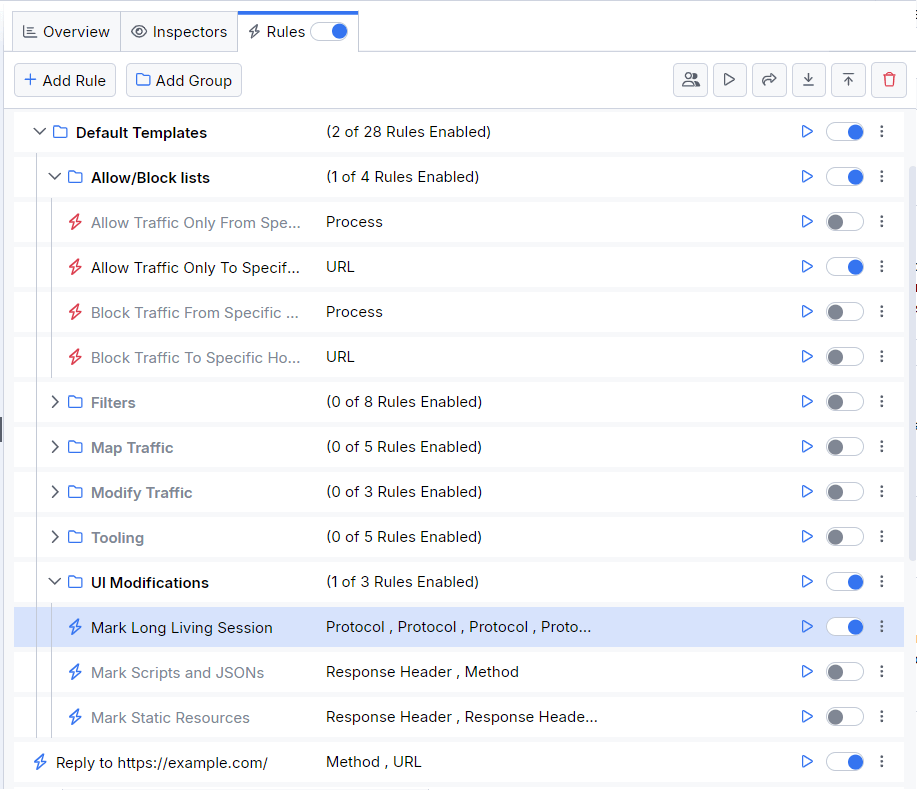 Overview Inspectors Rules
Add Rule Add Group
Default Templates (2 of 28 Rules Enabled)
Allow/Block lists (1 of 4 Rules Enabled)
Allow Traffic Only From Spe... Process
Allow Traffic Only To Specif... URL
Block Traffic From Specific ... Process
Block Traffic To Specific Ho... URL
Filters (0 of 8 Rules Enabled)
Map Traffic (0 of 5 Rules Enabled)
Modify Traffic (0 of 3 Rules Enabled)
Tooling (0 of 5 Rules Enabled)
UI Modifications (1 of 3 Rules Enabled)
Mark Long Living Session Protocol , Protocol , Protocol , Proto...
Mark Scripts and JSONs Response Header , Method
Mark Static Resources Response Header , Response Heade...
Reply to https://example.com/ Method , URL